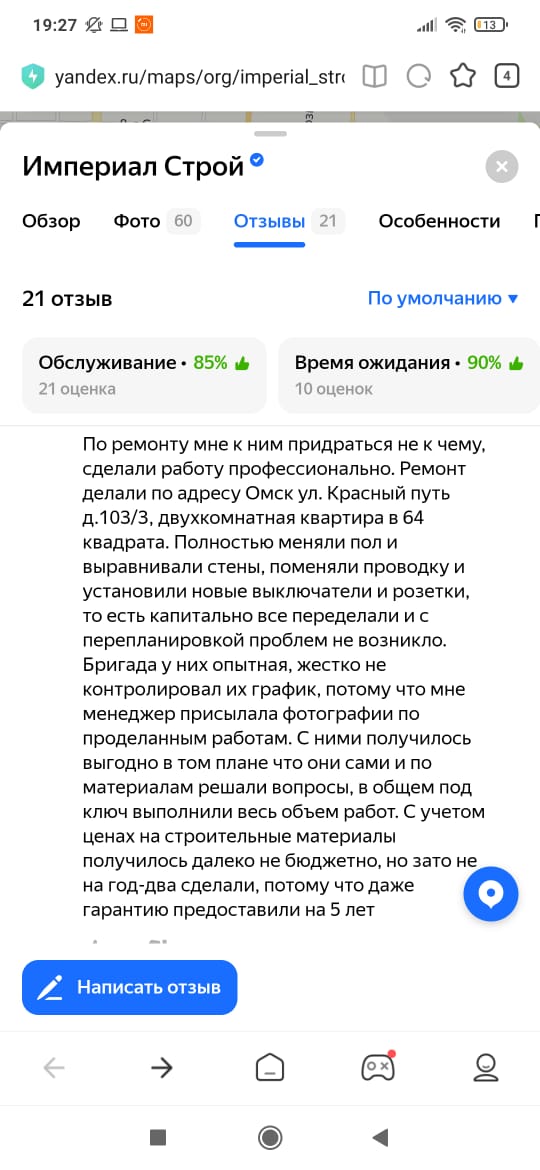 19:27
13
yandex.ru/maps/org/imperial_stro
4
Империал Строй
Обзор Фото 60 Отзывы 21 Особенности
21 отзыв По умолчанию ▼
Обслуживание • 85% Время ожидания • 90%
21 оценка 10 оценок
По ремонту мне к ним придраться не к чему,
сделали работу профессионально. Ремонт
делали по адресу Омск ул. Красный путь
д.103/3, двухкомнатная квартира в 64
квадрата. Полностью меняли пол и
выравнивали стены, поменяли проводку и
установили новые выключатели и розетки,
то есть капитально все переделали и с
перепланировкой проблем не возникло.
Бригада у них опытная, жестко не
контролировал их график, потому что мне
менеджер присылала фотографии по
проделанным работам. С ними получилось
выгодно в том плане что они сами и по
материалам решали вопросы, в общем под
ключ выполнили весь объем работ. С учетом
ценах на строительные материалы
получилось далеко не бюджетно, но зато не
на год-два сделали, потому что даже
гарантию предоставили на 5 лет
Написать отзыв